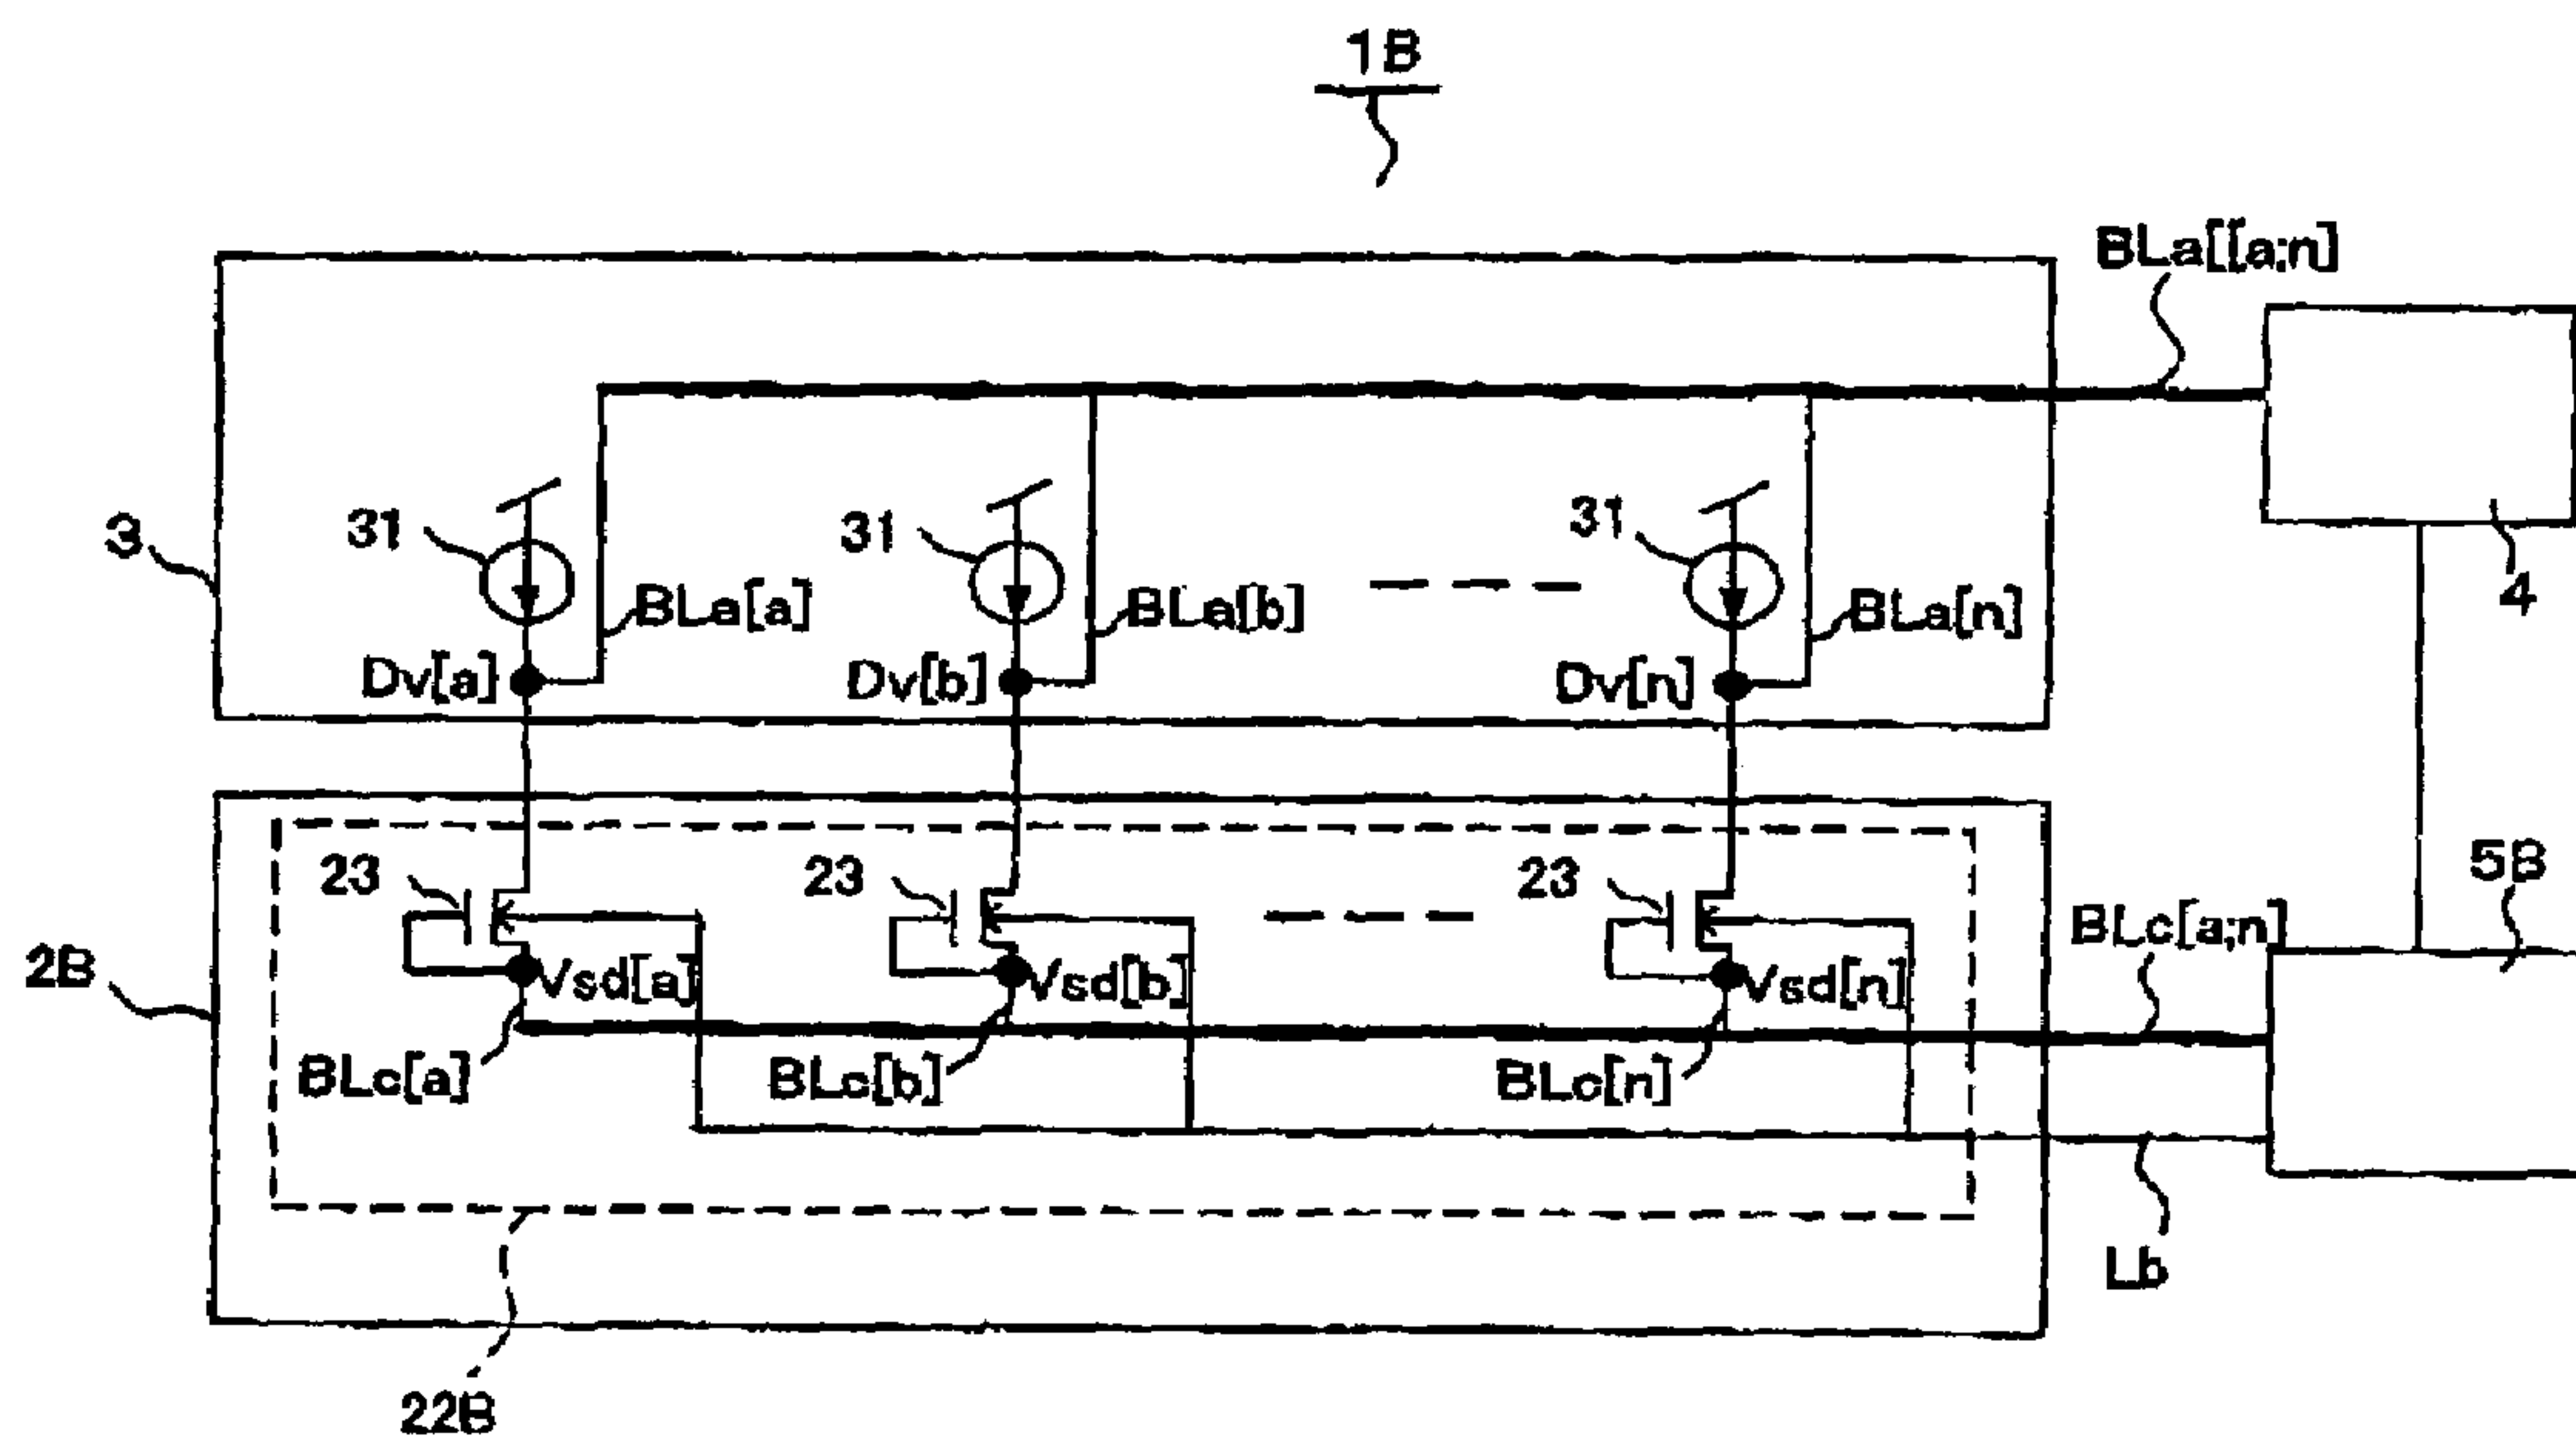 1B
BLa[[a;n]
3
31
31
31
BLa[a]
BLa[b]
BLa[n]
4
Dv[a]
Dv[b]
Dv[n]
23
23
23
5B
2B
Vsd[a]
Vsd[b]
Vsd[n]
BLc[a;n]
BLc[a]
BLc[b]
BLc[n]
Lb
22B